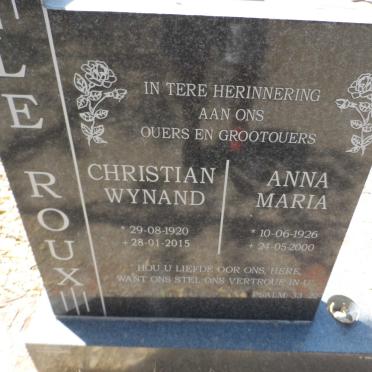 LE ROUX
IN TERE HERINNERING
AAN ONS
OUERS EN GROOTOUERS
CHRISTIAN
WYNAND
* 29-08-1920
+ 28-01-2015
ANNA
MARIA
* 10-06-1926
+ 24-05-2000
HOU U LIEFDE OOR ONS, HERE,
WANT ONS STEL ONS VERTROUE IN U
PSALM 33